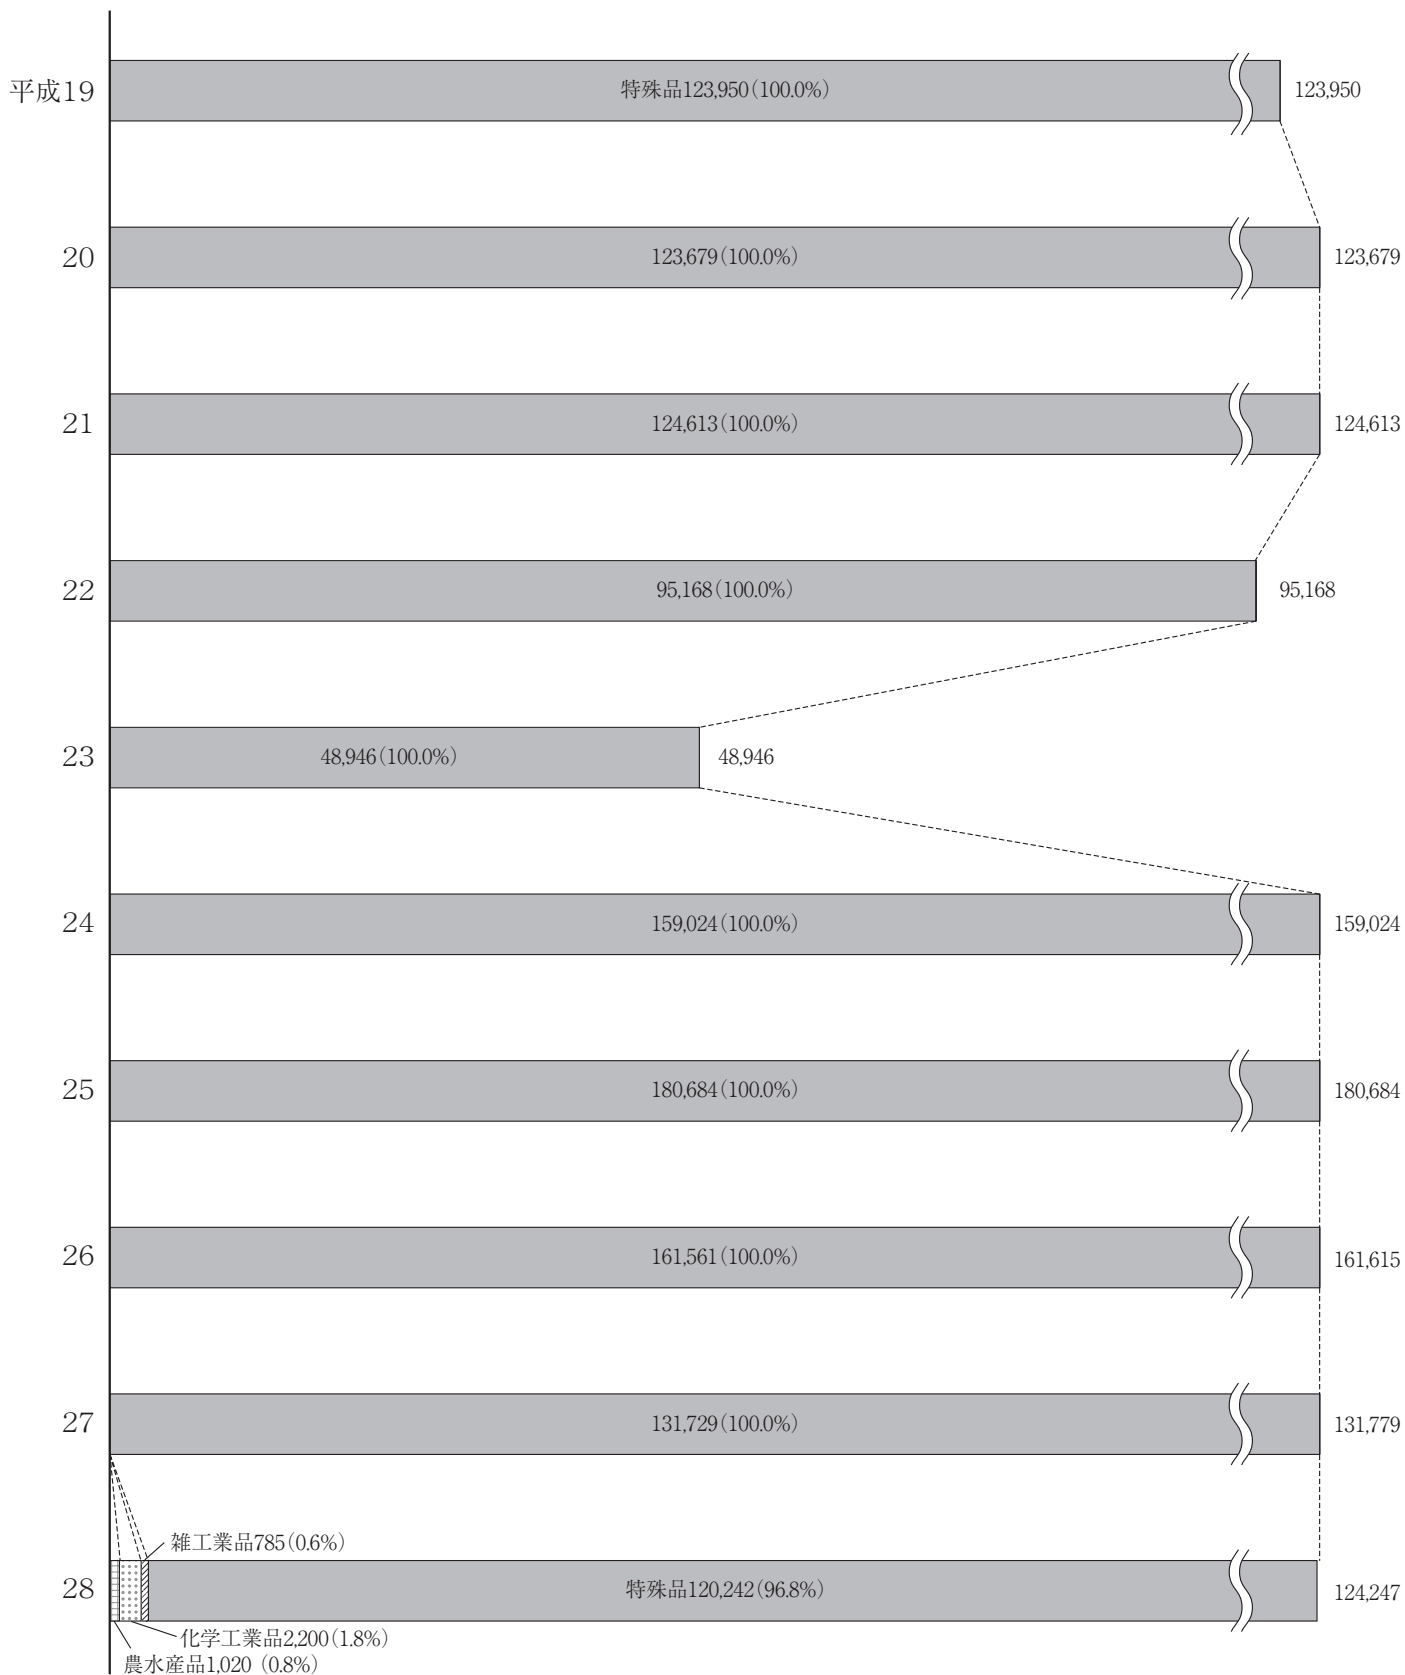 平成19 特殊品123,950(100.0%) 123,950
20 123,679(100.0%) 123,679
21 124,613(100.0%) 124,613
22 95,168(100.0%) 95,168
23 48,946(100.0%) 48,946
24 159,024(100.0%) 159,024
25 180,684(100.0%) 180,684
26 161,561(100.0%) 161,615
27 131,729(100.0%) 131,779
雑工業品785(0.6%)
28 特殊品120,242(96.8%) 124,247
化学工業品2,200(1.8%)
農水産品1,020 (0.8%)